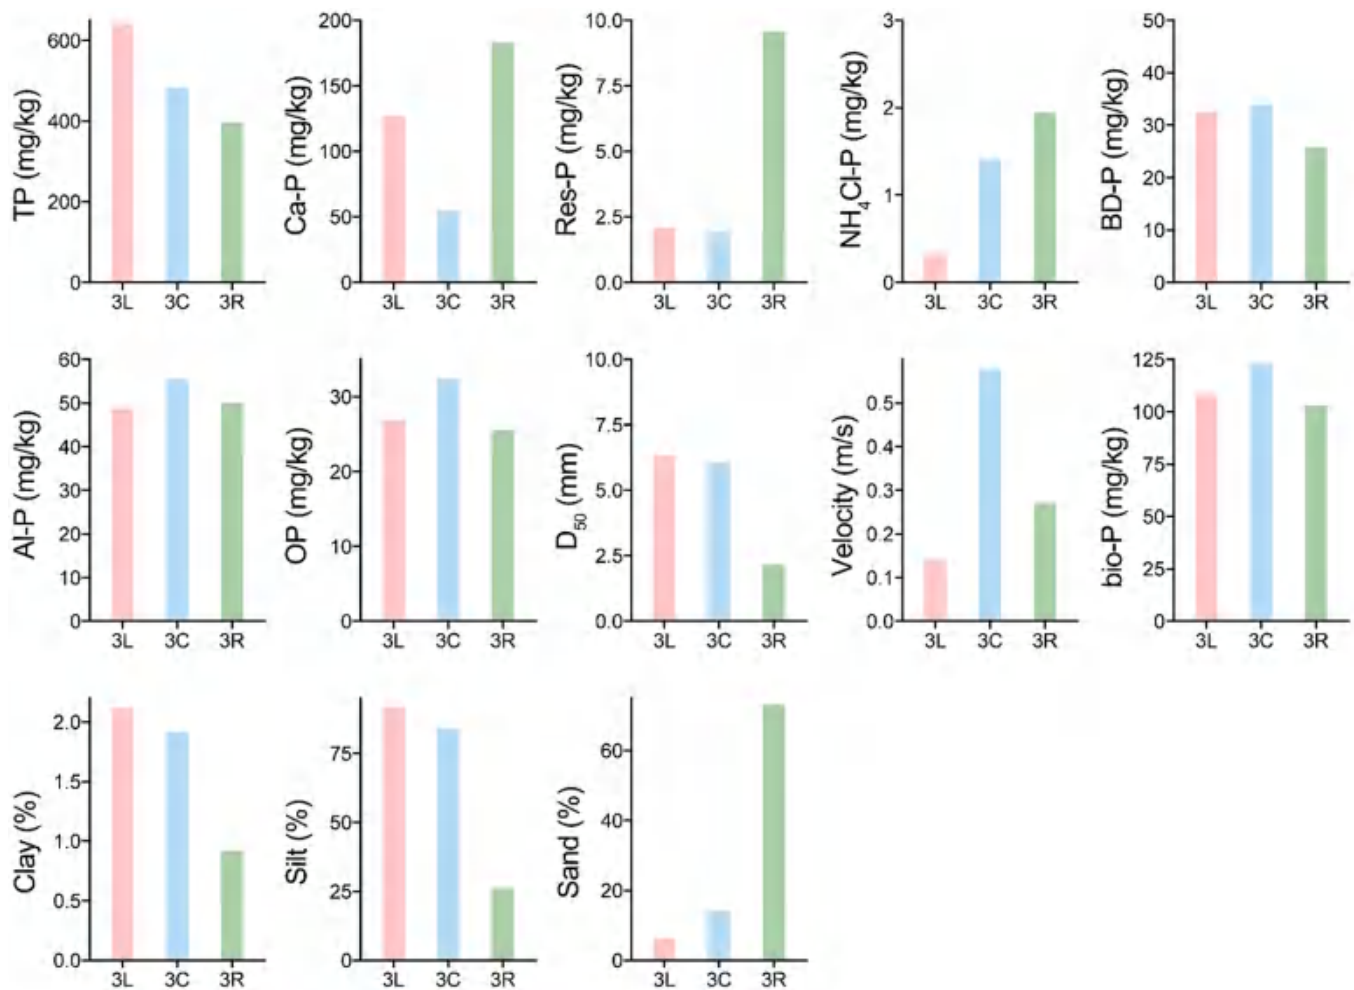 TP (mg/kg)
600
400
200
0
3L 3C 3R
Ca-P (mg/kg)
200
150
100
50
0
3L 3C 3R
Res-P (mg/kg)
10.0
7.5
5.0
2.5
0.0
3L 3C 3R
NH₄Cl-P (mg/kg)
3
2
1
0
3L 3C 3R
BD-P (mg/kg)
50
40
30
20
10
0
3L 3C 3R
Al-P (mg/kg)
60
50
40
30
20
10
0
3L 3C 3R
OP (mg/kg)
30
20
10
0
3L 3C 3R
D₅₀ (mm)
10.0
7.5
5.0
2.5
0.0
3L 3C 3R
Velocity (m/s)
0.5
0.4
0.3
0.2
0.1
0.0
3L 3C 3R
bio-P (mg/kg)
125
100
75
50
25
0
3L 3C 3R
Clay (%)
2.0
1.5
1.0
0.5
0.0
3L 3C 3R
Silt (%)
75
50
25
0
3L 3C 3R
Sand (%)
60
40
20
0
3L 3C 3R